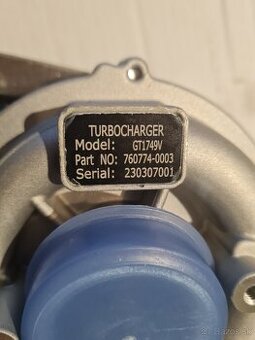 TURBOCHARGER
Model: GT1749V
Part NO: 760774-0003
Serial: 230307001